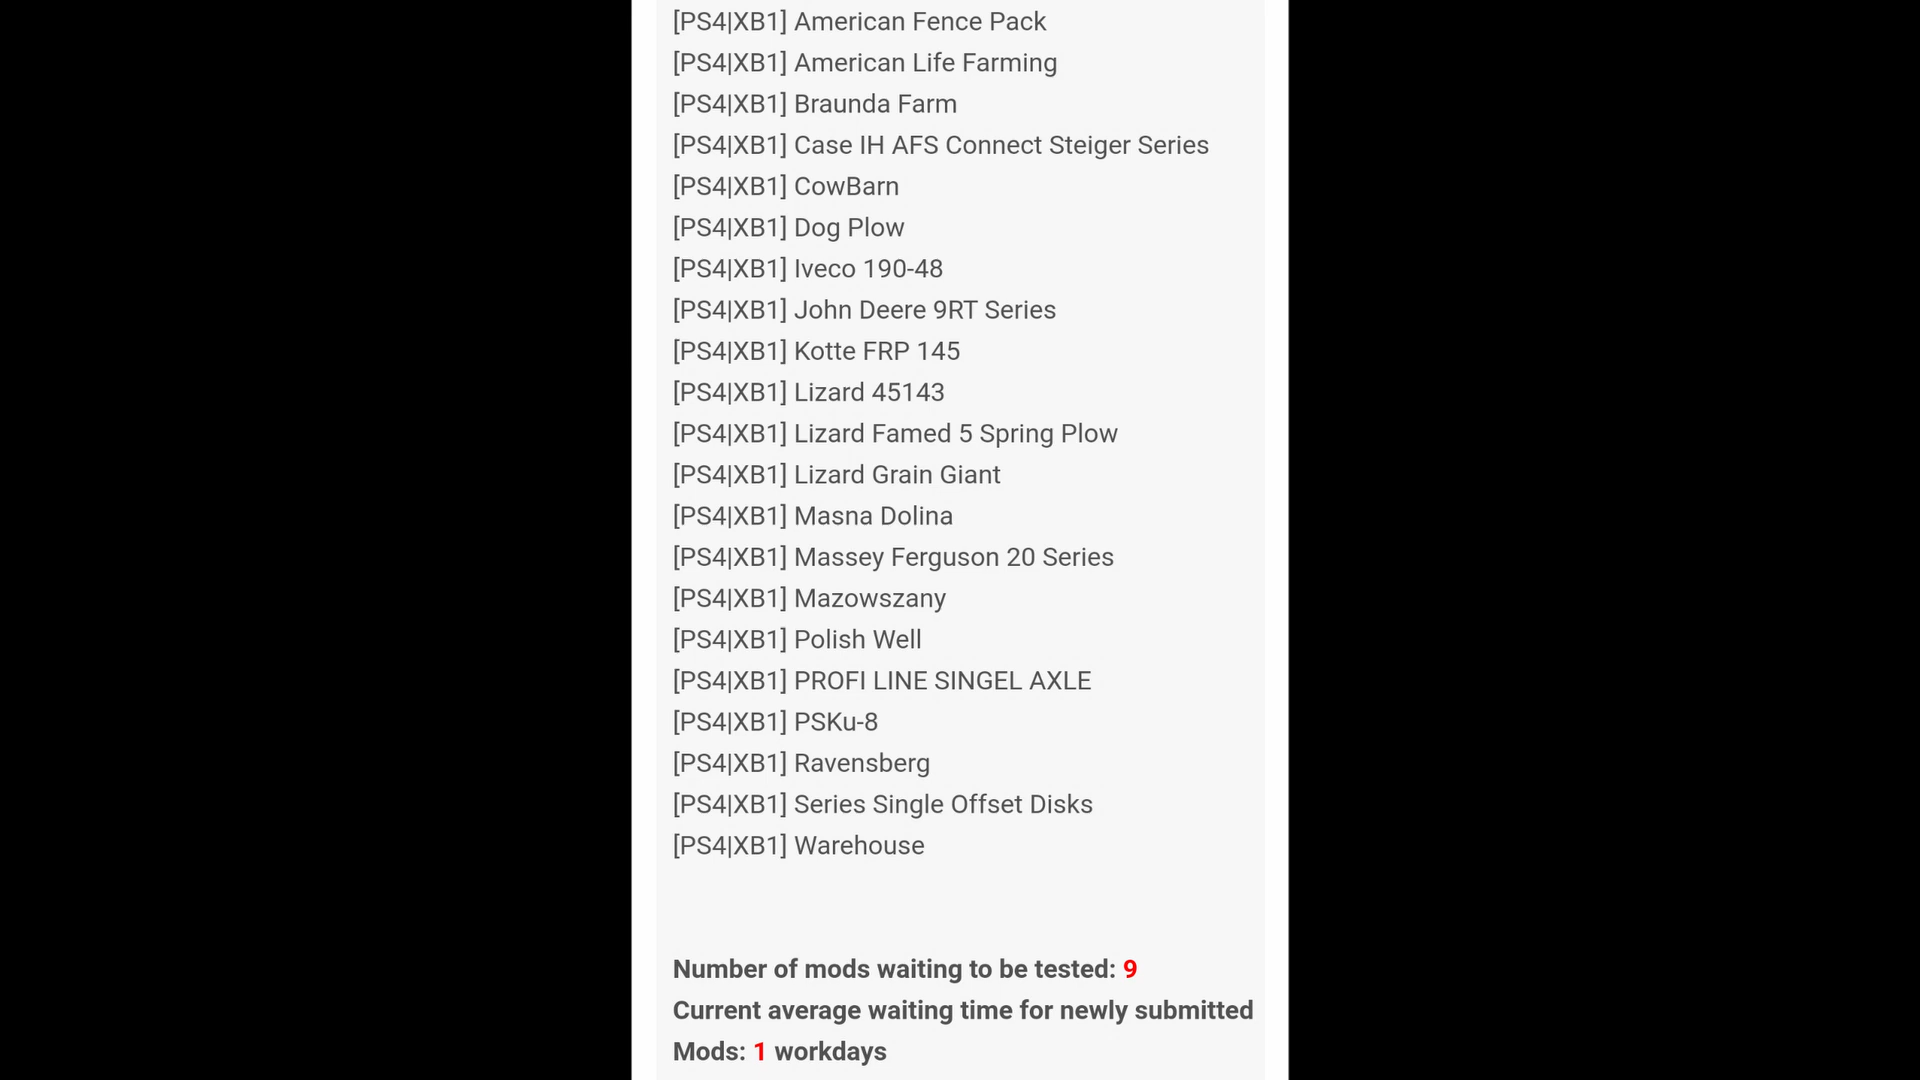 [PS4|XB1] American Fence Pack
[PS4|XB1] American Life Farming
[PS4|XB1] Braunda Farm
[PS4|XB1] Case IH AFS Connect Steiger Series
[PS4|XB1] CowBarn
[PS4|XB1] Dog Plow
[PS4|XB1] Iveco 190-48
[PS4|XB1] John Deere 9RT Series
[PS4|XB1] Kotte FRP 145
[PS4|XB1] Lizard 45143
[PS4|XB1] Lizard Famed 5 Spring Plow
[PS4|XB1] Lizard Grain Giant
[PS4|XB1] Masna Dolina
[PS4|XB1] Massey Ferguson 20 Series
[PS4|XB1] Mazowszany
[PS4|XB1] Polish Well
[PS4|XB1] PROFI LINE SINGEL AXLE
[PS4|XB1] PSKu-8
[PS4|XB1] Ravensberg
[PS4|XB1] Series Single Offset Disks
[PS4|XB1] Warehouse
Number of mods waiting to be tested: 9
Current average waiting time for newly submitted
Mods: 1 workdays